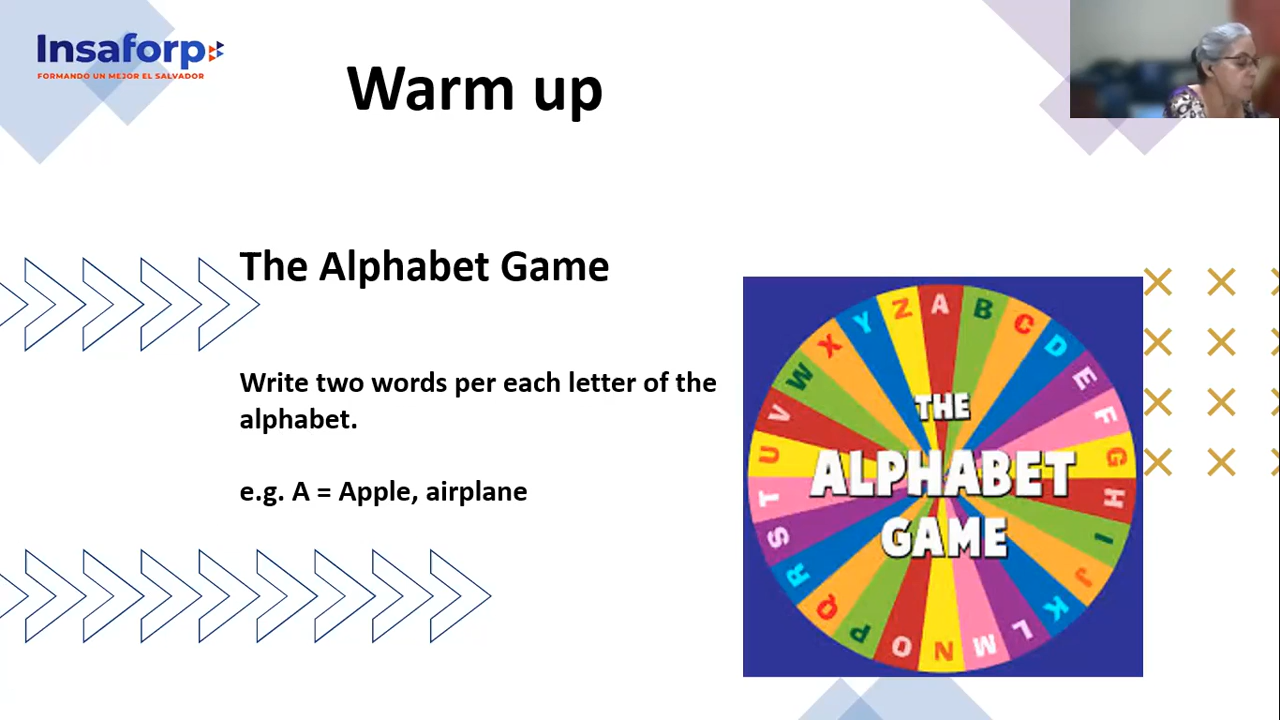 Insaforp
FORMANDO UN MEJOR EL SALVADOR
Warm up
The Alphabet Game
Write two words per each letter of the
alphabet.
e.g. A = Apple, airplane
A B C D E F G H I J K L M N O P Q R S T U V W X Y Z
THE
ALPHABET
GAME